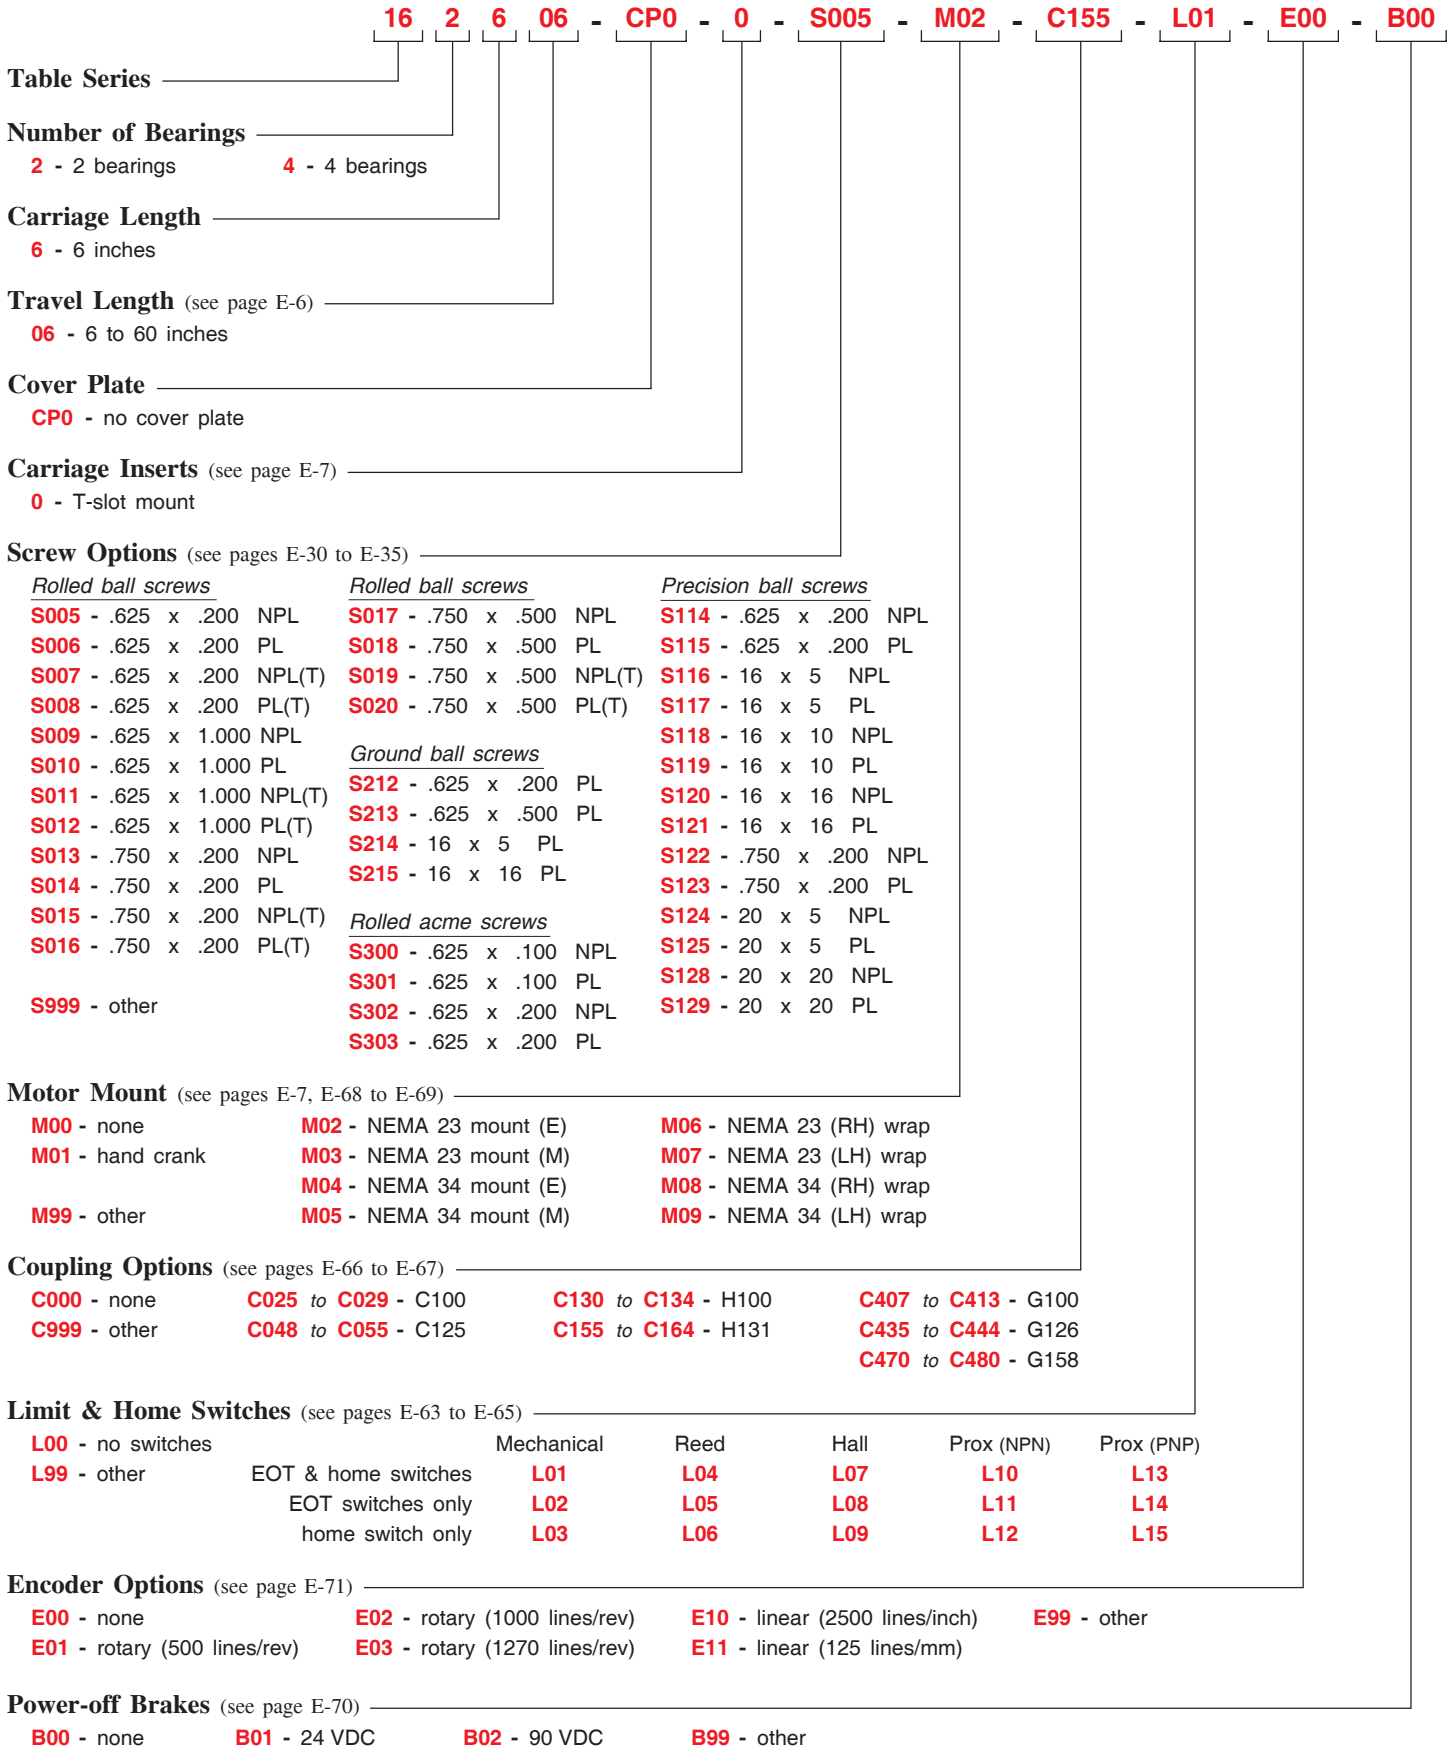 16 2 6 06 - CP0 - 0 - S005 - M02 - C155 - L01 - E00 - B00
Table Series
Number of Bearings
2 - 2 bearings 4 - 4 bearings
Carriage Length
6 - 6 inches
Travel Length (see page E-6)
06 - 6 to 60 inches
Cover Plate
CP0 - no cover plate
Carriage Inserts (see page E-7)
0 - T-slot mount
Screw Options (see pages E-30 to E-35)
Rolled ball screws
S005 - .625 x .200 NPL
S006 - .625 x .200 PL
S007 - .625 x .200 NPL(T)
S008 - .625 x .200 PL(T)
S009 - .625 x 1.000 NPL
S010 - .625 x 1.000 PL
S011 - .625 x 1.000 NPL(T)
S012 - .625 x 1.000 PL(T)
S013 - .750 x .200 NPL
S014 - .750 x .200 PL
S015 - .750 x .200 NPL(T)
S016 - .750 x .200 PL(T)
S999 - other
Rolled ball screws
S017 - .750 x .500 NPL
S018 - .750 x .500 PL
S019 - .750 x .500 NPL(T)
S020 - .750 x .500 PL(T)
Ground ball screws
S212 - .625 x .200 PL
S213 - .625 x .500 PL
S214 - 16 x 5 PL
S215 - 16 x 16 PL
Rolled acme screws
S300 - .625 x .100 NPL
S301 - .625 x .100 PL
S302 - .625 x .200 NPL
S303 - .625 x .200 PL
Precision ball screws
S114 - .625 x .200 NPL
S115 - .625 x .200 PL
S116 - 16 x 5 NPL
S117 - 16 x 5 PL
S118 - 16 x 10 NPL
S119 - 16 x 10 PL
S120 - 16 x 16 NPL
S121 - 16 x 16 PL
S122 - .750 x .200 NPL
S123 - .750 x .200 PL
S124 - 20 x 5 NPL
S125 - 20 x 5 PL
S128 - 20 x 20 NPL
S129 - 20 x 20 PL
Motor Mount (see pages E-7, E-68 to E-69)
M00 - none M02 - NEMA 23 mount (E) M06 - NEMA 23 (RH) wrap
M01 - hand crank M03 - NEMA 23 mount (M) M07 - NEMA 23 (LH) wrap
M04 - NEMA 34 mount (E) M08 - NEMA 34 (RH) wrap
M99 - other M05 - NEMA 34 mount (M) M09 - NEMA 34 (LH) wrap
Coupling Options (see pages E-66 to E-67)
C000 - none C025 to C029 - C100 C130 to C134 - H100 C407 to C413 - G100
C999 - other C048 to C055 - C125 C155 to C164 - H131 C435 to C444 - G126
C470 to C480 - G158
Limit & Home Switches (see pages E-63 to E-65)
L00 - no switches Mechanical Reed Hall Prox (NPN) Prox (PNP)
L99 - other EOT & home switches L01 L04 L07 L10 L13
EOT switches only L02 L05 L08 L11 L14
home switch only L03 L06 L09 L12 L15
Encoder Options (see page E-71)
E00 - none E02 - rotary (1000 lines/rev) E10 - linear (2500 lines/inch) E99 - other
E01 - rotary (500 lines/rev) E03 - rotary (1270 lines/rev) E11 - linear (125 lines/mm)
Power-off Brakes (see page E-70)
B00 - none B01 - 24 VDC B02 - 90 VDC B99 - other